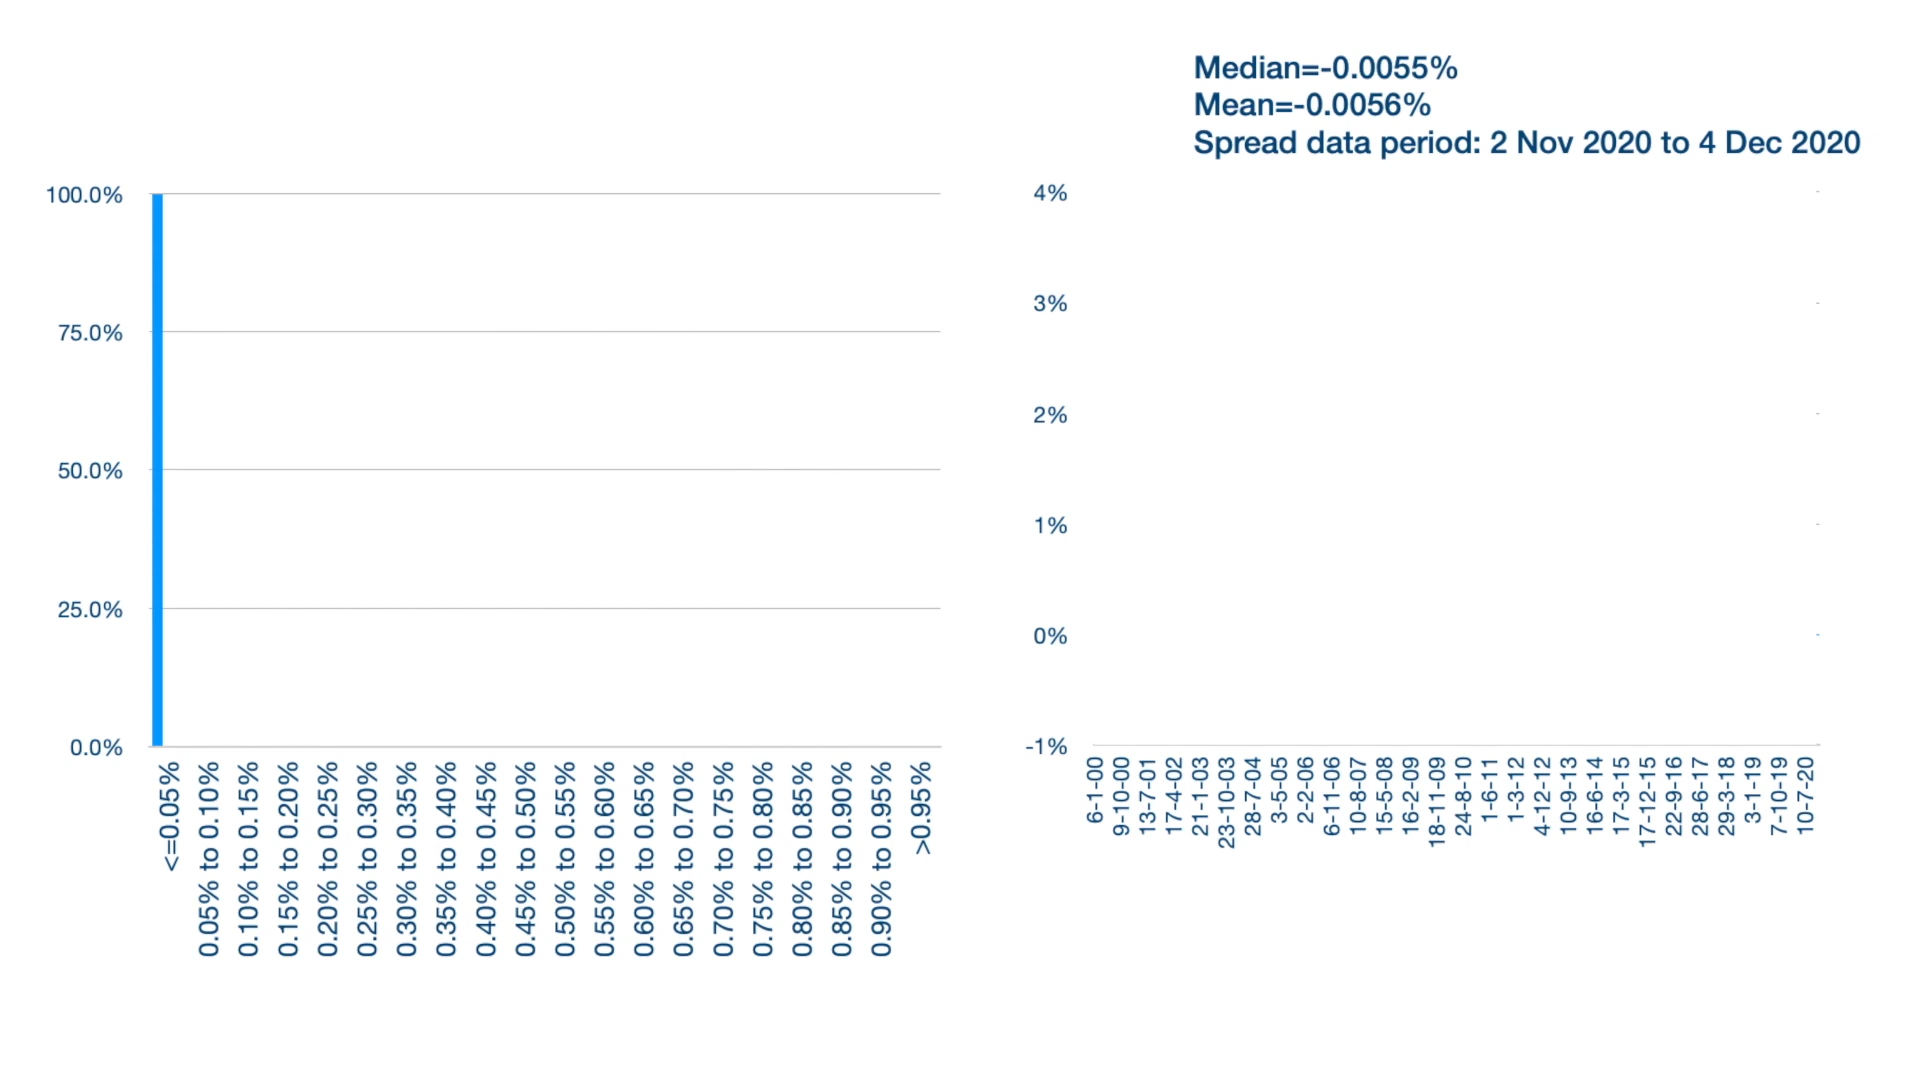 Median=-0.0055%
Mean=-0.0056%
Spread data period: 2 Nov 2020 to 4 Dec 2020
100.0%
75.0%
50.0%
25.0%
0.0%
<=0.05%
0.05% to 0.10%
0.10% to 0.15%
0.15% to 0.20%
0.20% to 0.25%
0.25% to 0.30%
0.30% to 0.35%
0.35% to 0.40%
0.40% to 0.45%
0.45% to 0.50%
0.50% to 0.55%
0.55% to 0.60%
0.60% to 0.65%
0.65% to 0.70%
0.70% to 0.75%
0.75% to 0.80%
0.80% to 0.85%
0.85% to 0.90%
0.90% to 0.95%
>0.95%
4%
3%
2%
1%
0%
-1%
6-1-00
9-10-00
13-7-01
17-4-02
21-1-03
23-10-03
28-7-04
3-5-05
2-2-06
6-11-06
10-8-07
15-5-08
16-2-09
18-11-09
24-8-10
1-6-11
1-3-12
4-12-12
10-9-13
16-6-14
17-3-15
17-12-15
22-9-16
28-6-17
29-3-18
3-1-19
7-10-19
10-7-20